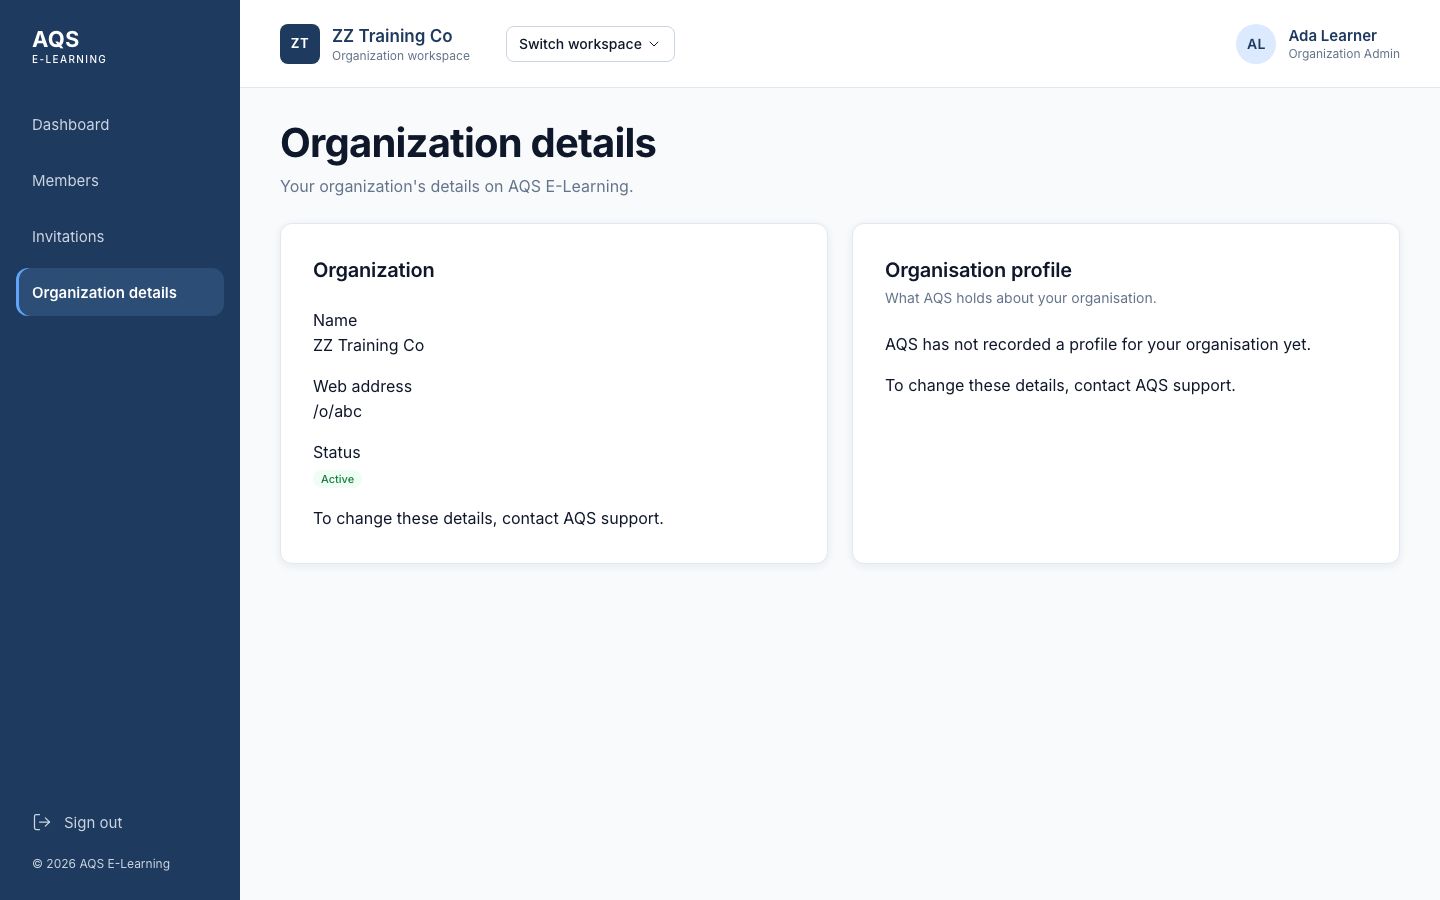 AQS
E-LEARNING
Dashboard
Members
Invitations
Organization details
Sign out
© 2026 AQS E-Learning
ZT
ZZ Training Co
Organization workspace
Switch workspace
AL
Ada Learner
Organization Admin
Organization details
Your organization's details on AQS E-Learning.
Organization
Name
ZZ Training Co
Web address
/o/abc
Status
Active
To change these details, contact AQS support.
Organisation profile
What AQS holds about your organisation.
AQS has not recorded a profile for your organisation yet.
To change these details, contact AQS support.